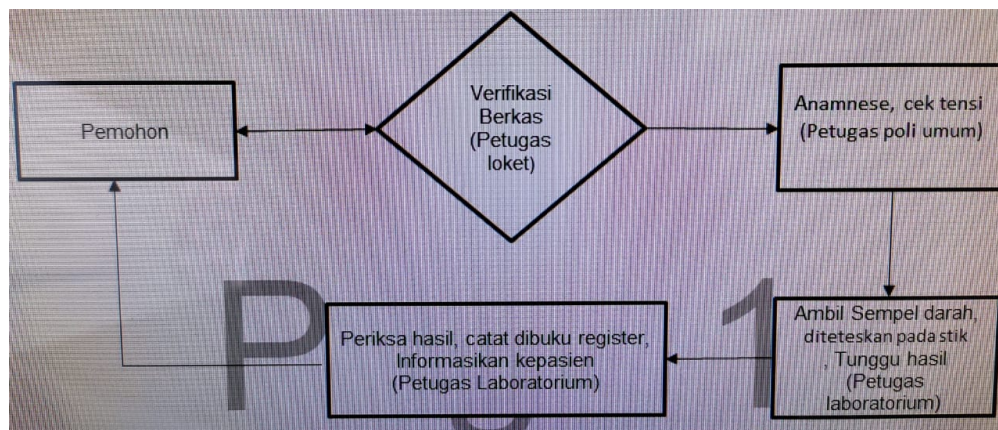 Pemohon
Verifikasi
Berkas
(Petugas
loket)
Anamnese, cek tensi
(Petugas poli umum)
Periksa hasil, catat dibuku register,
Informasikan kepasien
(Petugas Laboratorium)
Ambil Sempel darah,
diteteskan pada stik
, Tunggu hasil
(Petugas
laboratorium)
P
1